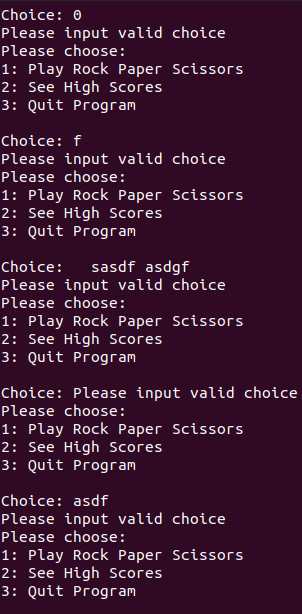 Choice: 0
Please input valid choice
Please choose:
1: Play Rock Paper Scissors
2: See High Scores
3: Quit Program
Choice: f
Please input valid choice
Please choose:
1: Play Rock Paper Scissors
2: See High Scores
3: Quit Program
Choice:   sasdf asdgf
Please input valid choice
Please choose:
1: Play Rock Paper Scissors
2: See High Scores
3: Quit Program
Choice: Please input valid choice
Please choose:
1: Play Rock Paper Scissors
2: See High Scores
3: Quit Program
Choice: asdf
Please input valid choice
Please choose:
1: Play Rock Paper Scissors
2: See High Scores
3: Quit Program